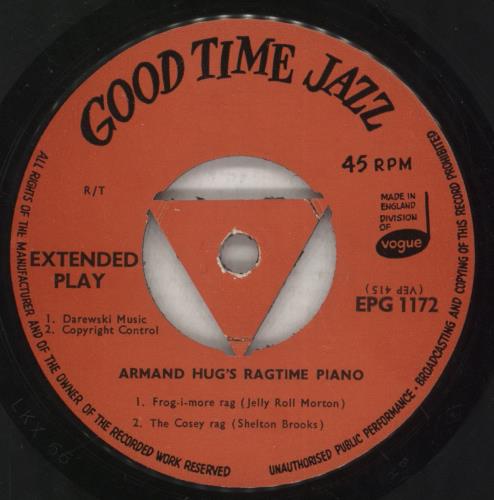 GOOD TIME JAZZ
45 RPM
R/T
MADE IN
ENGLAND
DIVISION
OF
vogue
EXTENDED
PLAY
(VEP 415)
EPG 1172
1. Darewski Music
2. Copyright Control
ARMAND HUG'S RAGTIME PIANO
1. Frog-i-more rag (Jelly Roll Morton)
2. The Cosey rag (Shelton Brooks)
ALL RIGHTS OF THE MANUFACTURER AND OF THE OWNER OF THE RECORDED WORK RESERVED
UNAUTHORISED PUBLIC PERFORMANCE · BROADCASTING AND COPYING OF THIS RECORD PROHIBITED